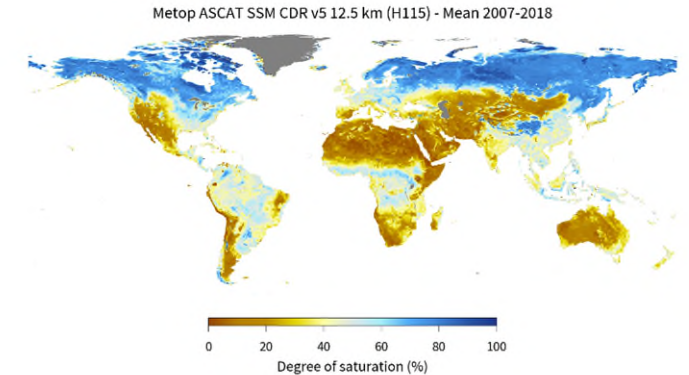 Metop ASCAT SSM CDR v5 12.5 km (H115) - Mean 2007-2018
0 20 40 60 80 100
Degree of saturation (%)